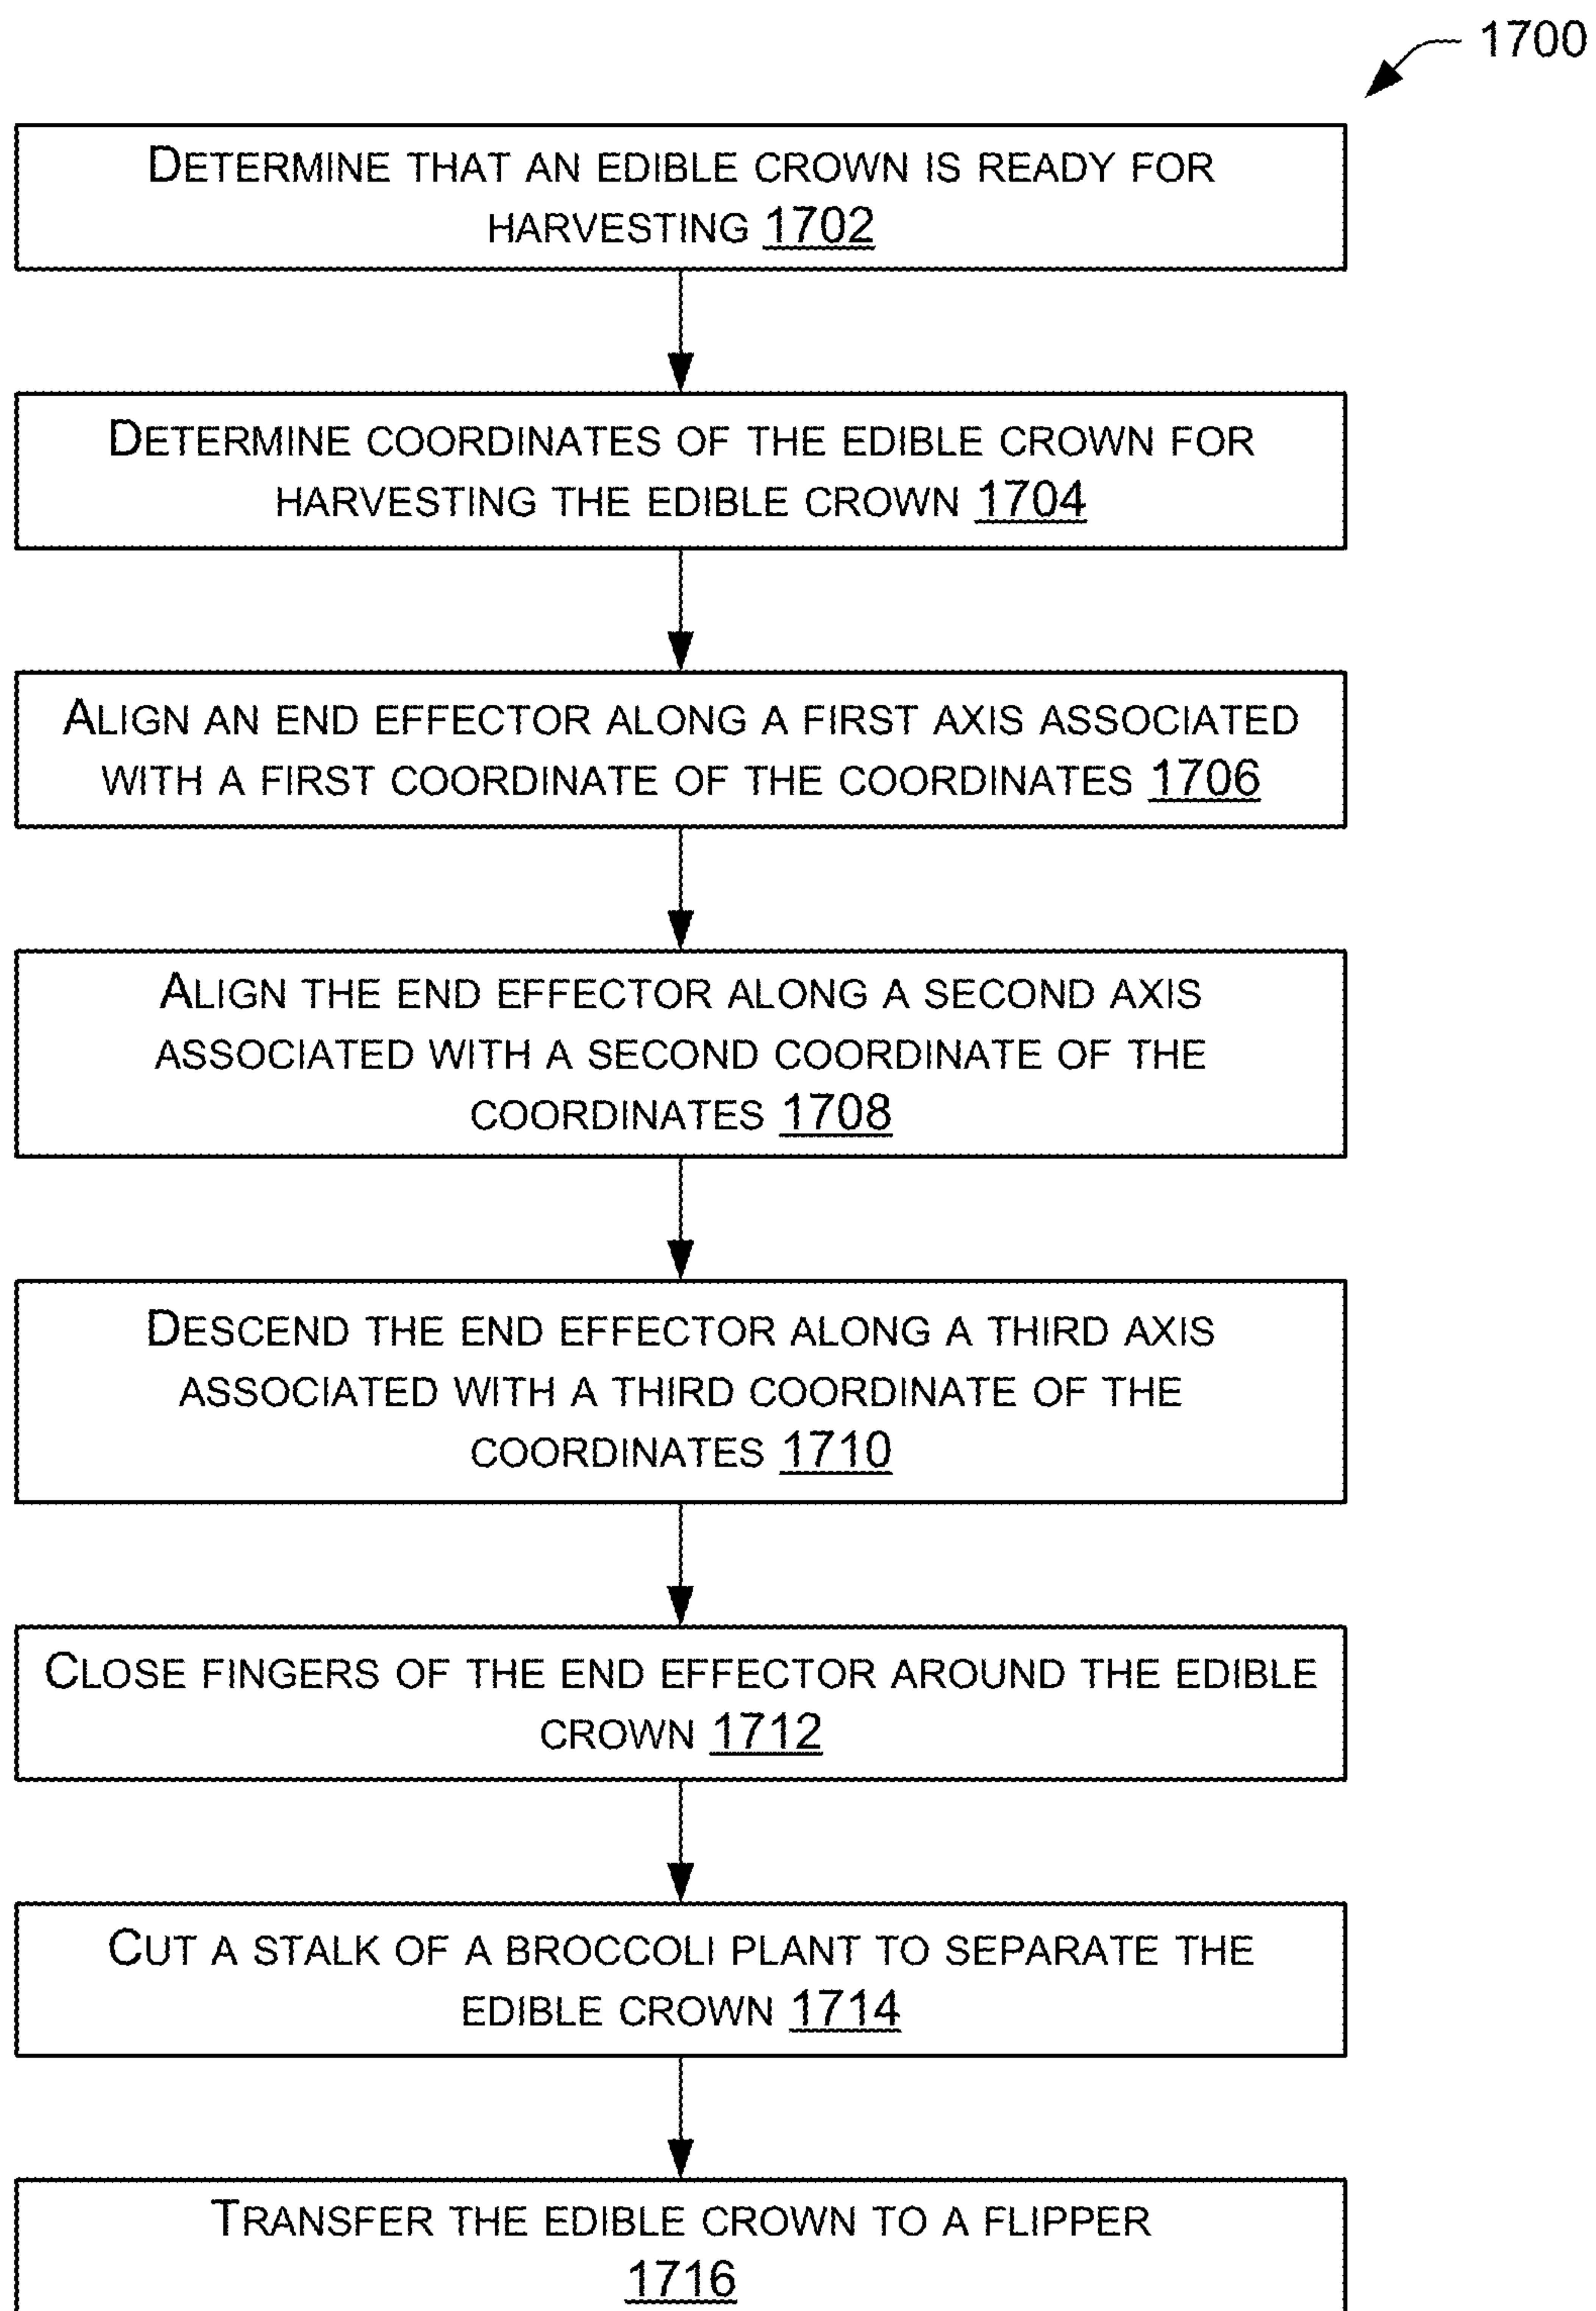 1700
DETERMINE THAT AN EDIBLE CROWN IS READY FOR
HARVESTING 1702
DETERMINE COORDINATES OF THE EDIBLE CROWN FOR
HARVESTING THE EDIBLE CROWN 1704
ALIGN AN END EFFECTOR ALONG A FIRST AXIS ASSOCIATED
WITH A FIRST COORDINATE OF THE COORDINATES 1706
ALIGN THE END EFFECTOR ALONG A SECOND AXIS
ASSOCIATED WITH A SECOND COORDINATE OF THE
COORDINATES 1708
DESCEND THE END EFFECTOR ALONG A THIRD AXIS
ASSOCIATED WITH A THIRD COORDINATE OF THE
COORDINATES 1710
CLOSE FINGERS OF THE END EFFECTOR AROUND THE EDIBLE
CROWN 1712
CUT A STALK OF A BROCCOLI PLANT TO SEPARATE THE
EDIBLE CROWN 1714
TRANSFER THE EDIBLE CROWN TO A FLIPPER
1716